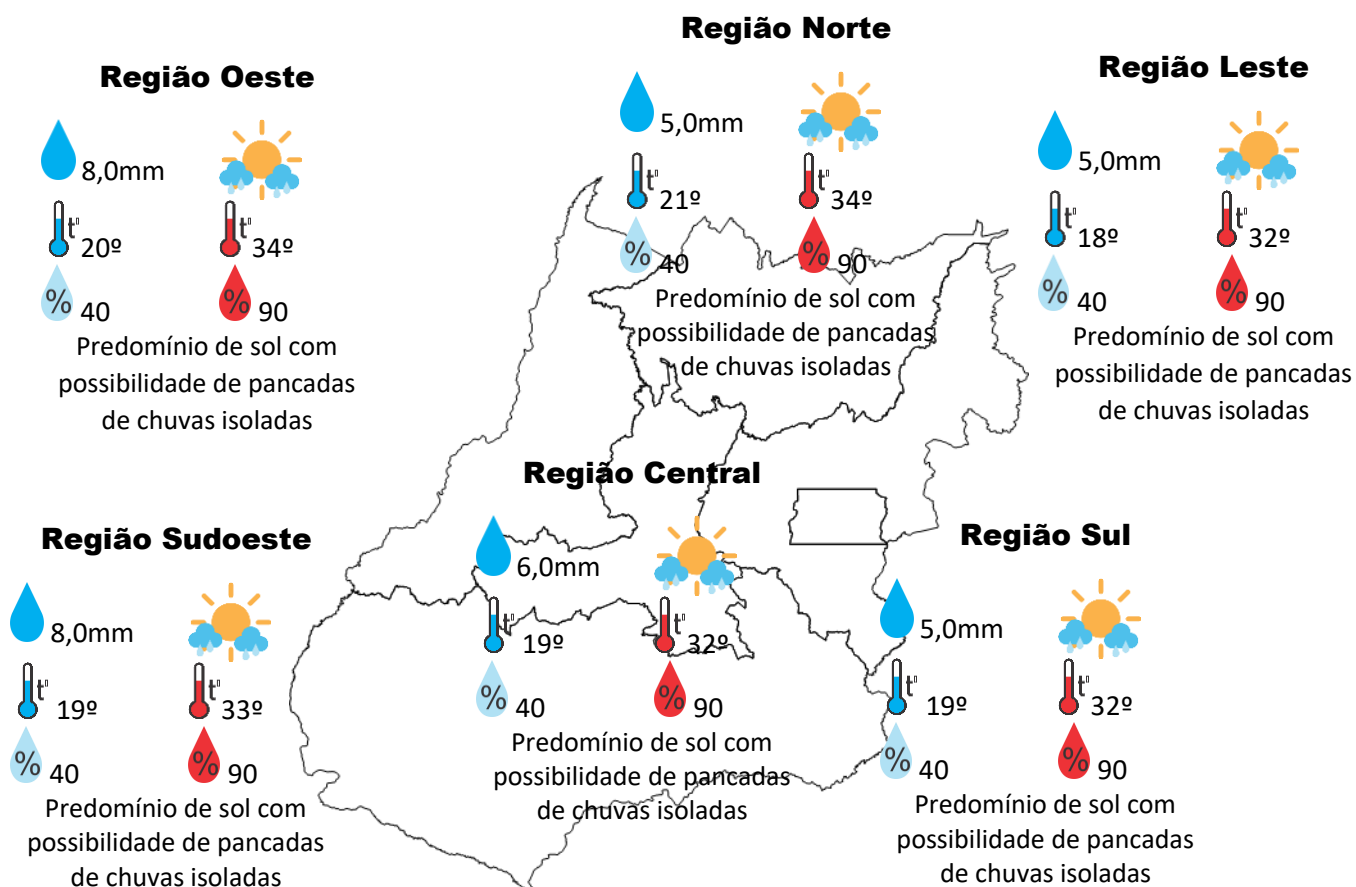 Região Norte
5,0mm
t°
21º
34º
% 40
% 90
Predomínio de sol com
possibilidade de pancadas
de chuvas isoladas
Região Oeste
8,0mm
t°
20º
t°
34º
% 40
% 90
Predomínio de sol com
possibilidade de pancadas
de chuvas isoladas
Região Leste
5,0mm
t°
18º
t°
32º
% 40
% 90
Predomínio de sol com
possibilidade de pancadas
de chuvas isoladas
Região Central
6,0mm
t°
19º
t°
32º
% 40
% 90
Predomínio de sol com
possibilidade de pancadas
de chuvas isoladas
Região Sudoeste
8,0mm
t°
19º
t°
33º
% 40
% 90
Predomínio de sol com
possibilidade de pancadas
de chuvas isoladas
Região Sul
5,0mm
t°
19º
t°
32º
% 40
% 90
Predomínio de sol com
possibilidade de pancadas
de chuvas isoladas